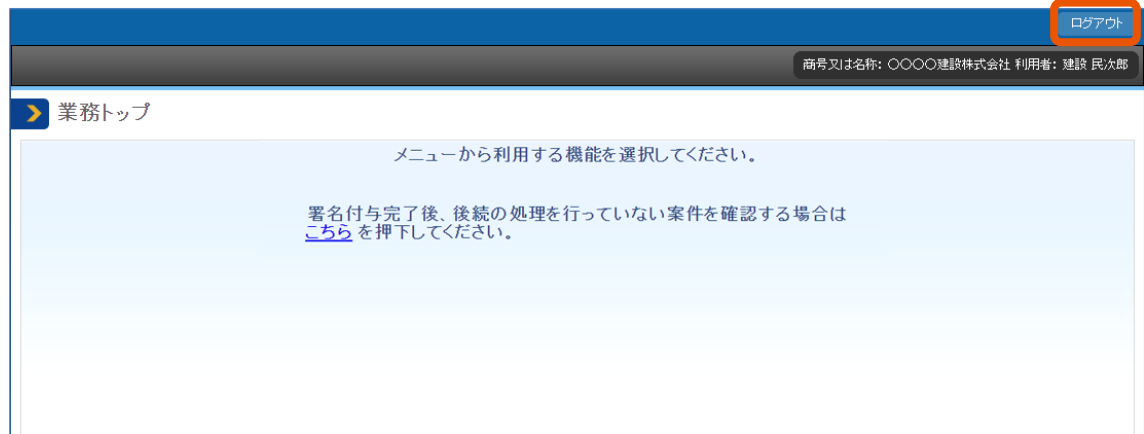 ログアウト
商号又は名称: 〇〇〇〇建設株式会社 利用者: 建設 民次郎
業務トップ
メニューから利用する機能を選択してください。
署名付与完了後、後続の処理を行っていない案件を確認する場合は
こちら を押下してください。